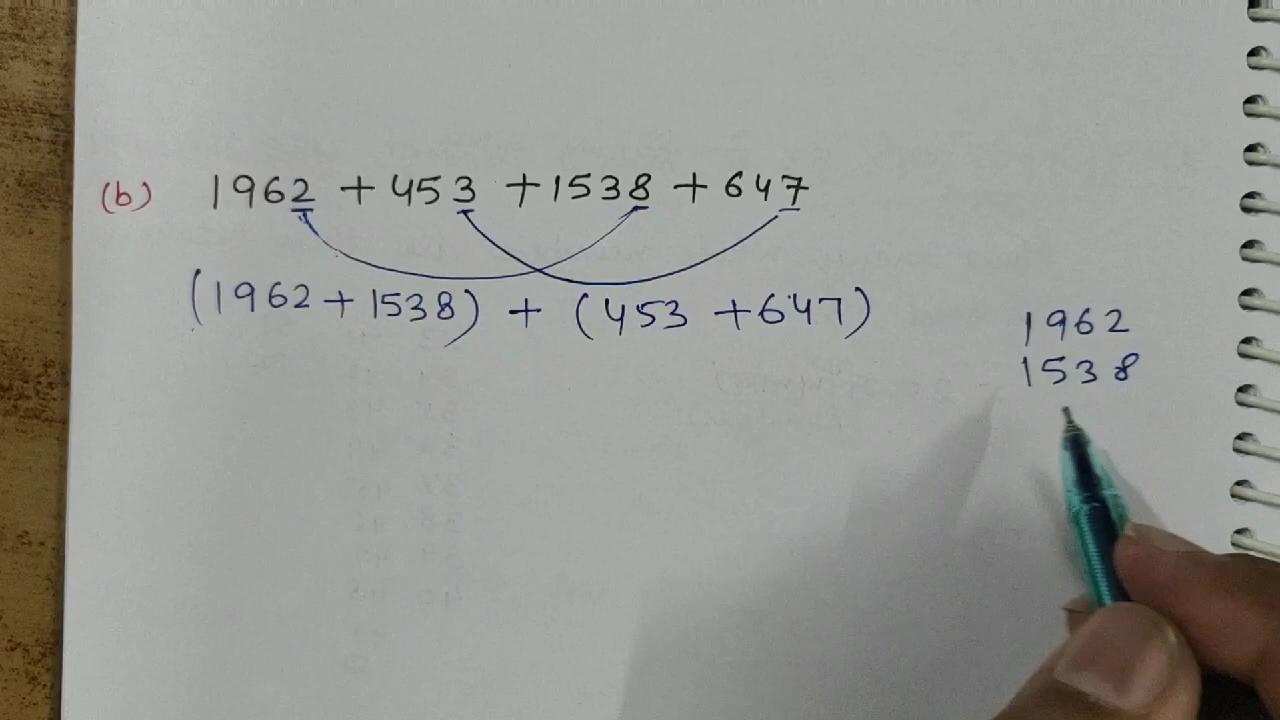 (b) 1962 + 453 + 1538 + 647
(1962 + 1538) + (453 + 647)
1962
1538